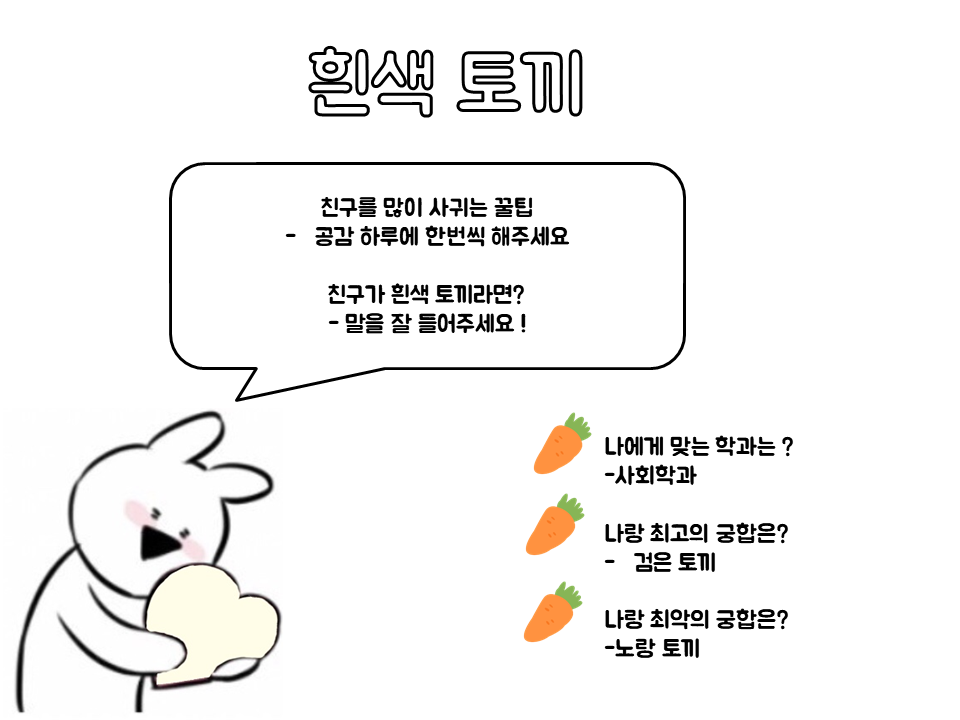 흰색 토끼
친구를 많이 사귀는 꿀팁
- 공감 하루에 한번씩 해주세요
친구가 흰색 토끼라면?
- 말을 잘 들어주세요 !
나에게 맞는 학과는 ?
-사회학과
나랑 최고의 궁합은?
- 검은 토끼
나랑 최악의 궁합은?
-노랑 토끼